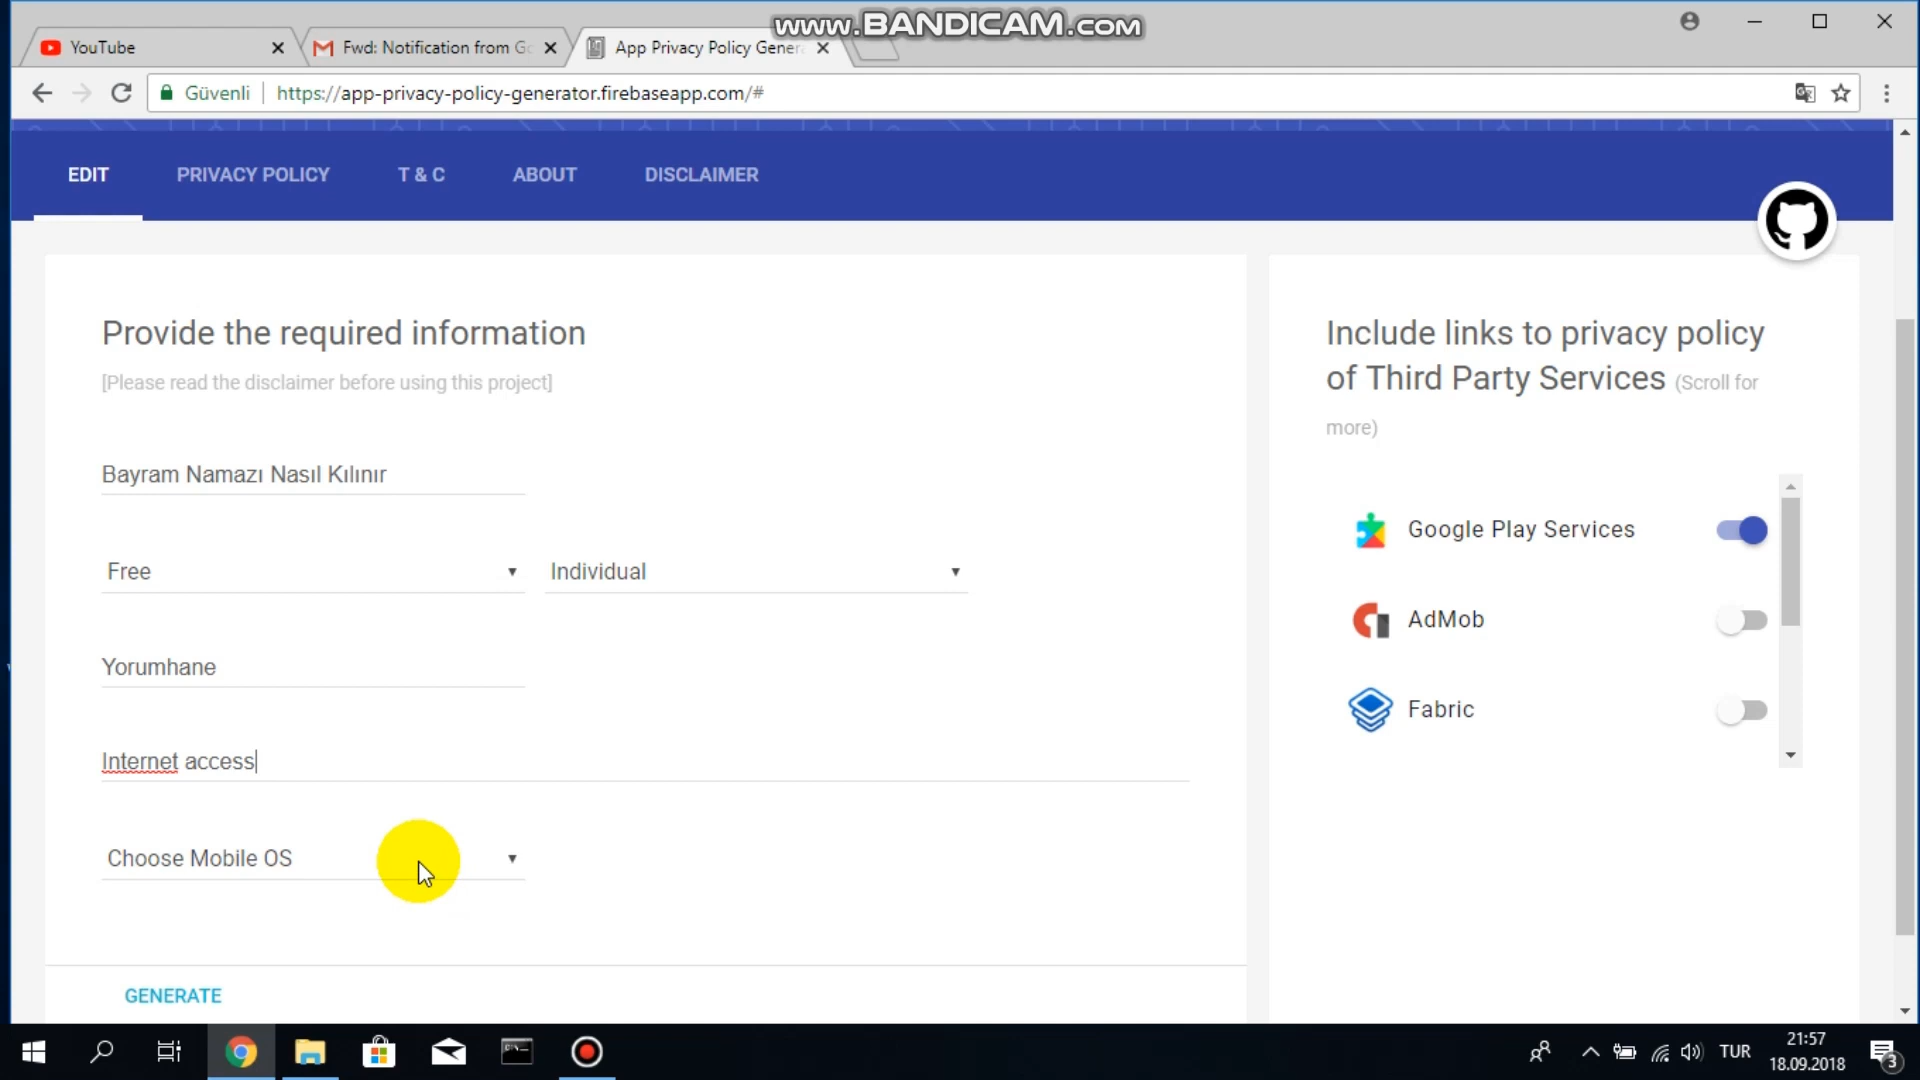 www.BANDICAM.com
YouTube
Fwd: Notification from Go
App Privacy Policy Genera
Güvenli
https://app-privacy-policy-generator.firebaseapp.com/#
EDIT
PRIVACY POLICY
T & C
ABOUT
DISCLAIMER
Provide the required information
[Please read the disclaimer before using this project]
Bayram Namazı Nasıl Kılınır
Free
Individual
Yorumhane
Internet access
Choose Mobile OS
GENERATE
Include links to privacy policy
of Third Party Services (Scroll for
more)
Google Play Services
AdMob
Fabric
TUR
21:57
18.09.2018
3